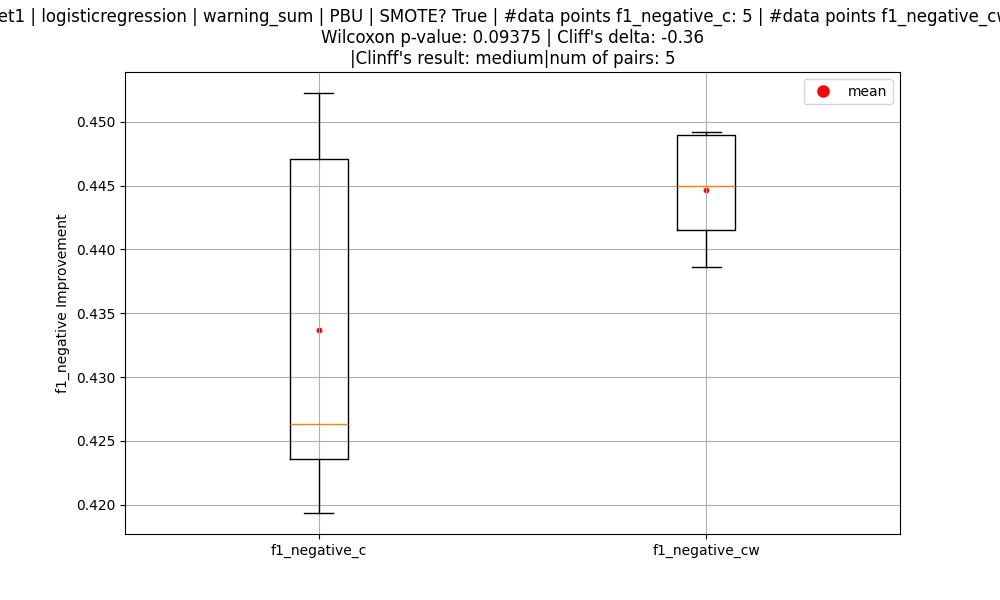 et1 | logisticregression | warning_sum | PBU | SMOTE? True | #data points f1_negative_c: 5 | #data points f1_negative_cw
Wilcoxon p-value: 0.09375 | Cliff's delta: -0.36
|Clinff's result: medium|num of pairs: 5
mean
0.450
0.445
0.440
0.435
0.430
0.425
0.420
f1_negative Improvement
f1_negative_c
f1_negative_cw